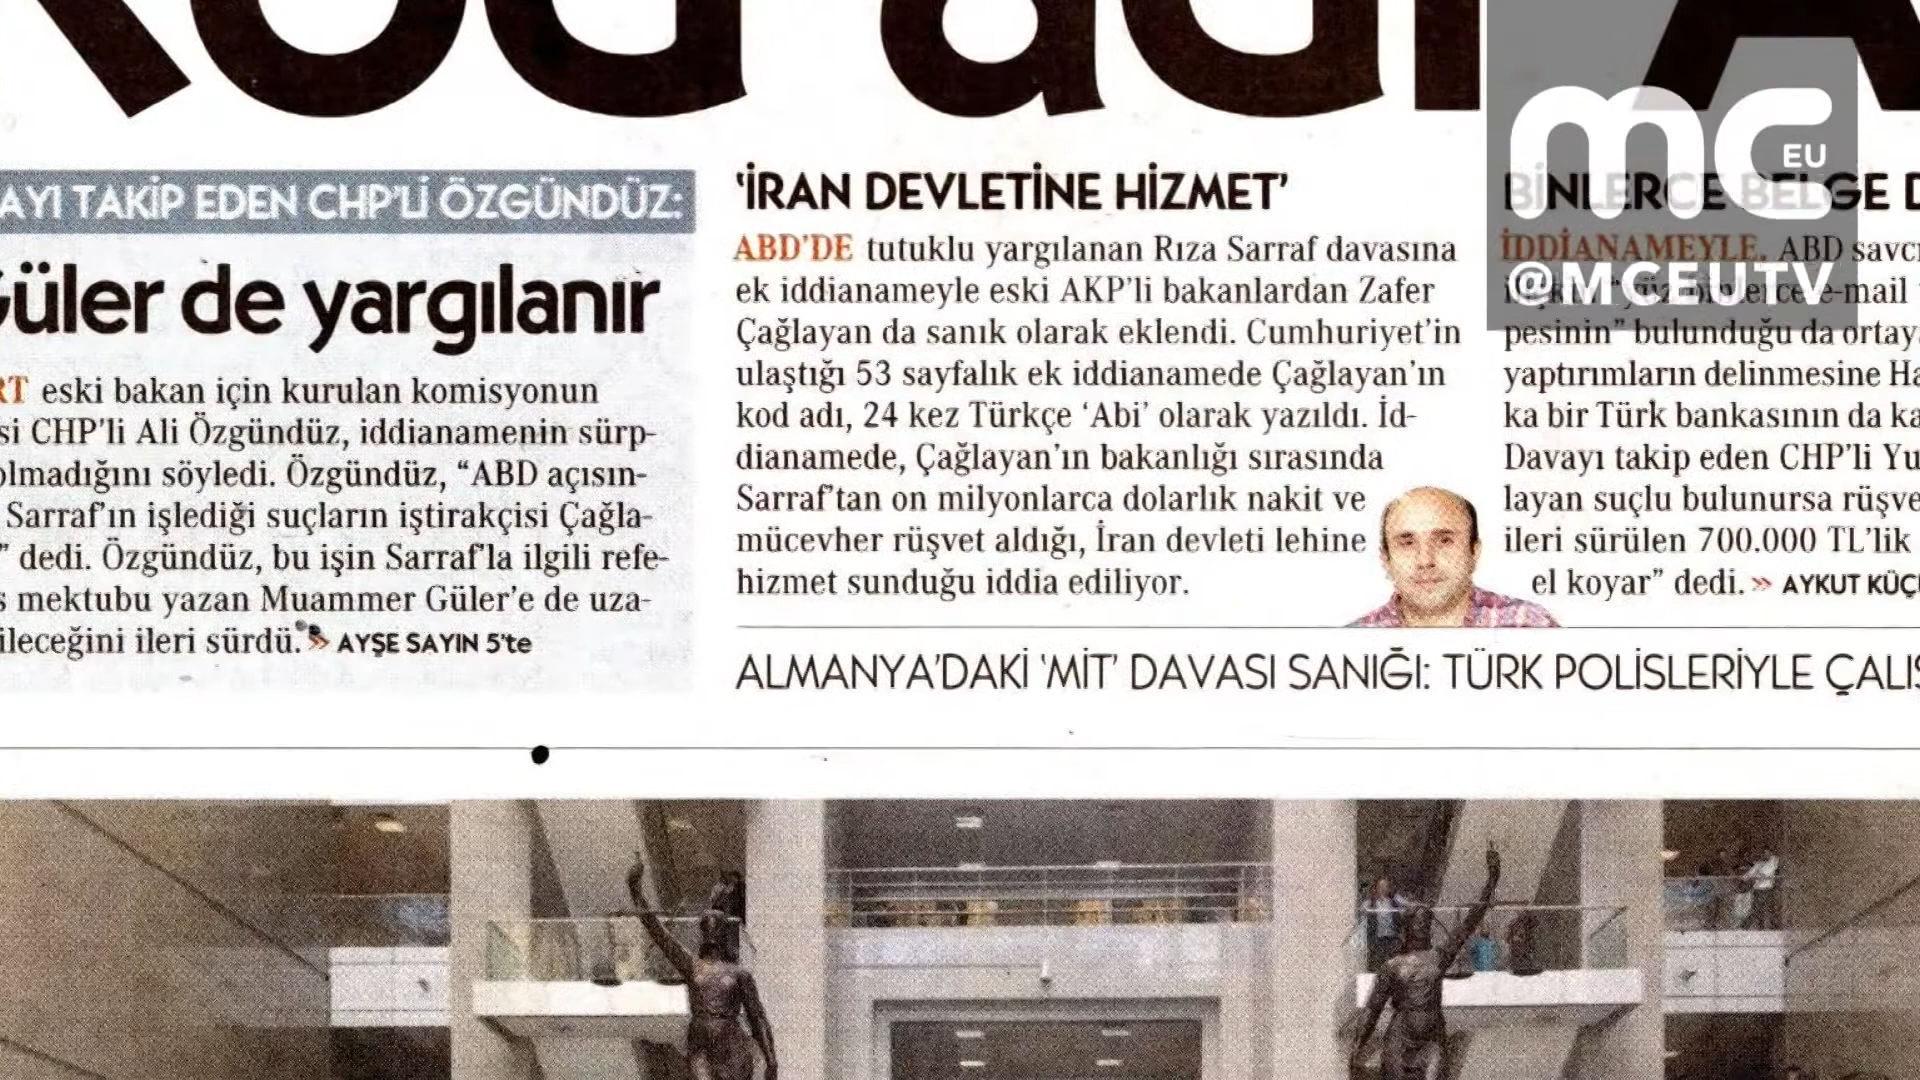 kod adı A
AYI TAKİP EDEN CHP'Lİ ÖZGÜNDÜZ:
Güler de yargılanır
RT eski bakan için kurulan komisyonun
si CHP'li Ali Özgündüz, iddianamenin sürp-
olmadığını söyledi. Özgündüz, “ABD açısın-
Sarraf'ın işlediği suçların iştirakçisi Çağla-
” dedi. Özgündüz, bu işin Sarraf'la ilgili refe-
s mektubu yazan Muammer Güler'e de uza-
ileceğini ileri sürdü. » AYŞE SAYIN 5'te
‘İRAN DEVLETİNE HİZMET’
ABD'DE tutuklu yargılanan Rıza Sarraf davasına
ek iddianameyle eski AKP'li bakanlardan Zafer
Çağlayan da sanık olarak eklendi. Cumhuriyet'in
ulaştığı 53 sayfalık ek iddianamede Çağlayan'ın
kod adı, 24 kez Türkçe ‘Abi’ olarak yazıldı. İd-
dianamede, Çağlayan'ın bakanlığı sırasında
Sarraf'tan on milyonlarca dolarlık nakit ve
mücevher rüşvet aldığı, İran devleti lehine
hizmet sunduğu iddia ediliyor.
BİNLERCE BELGE D
İDDİANAMEYLE. ABD savcı
binlerce e-mail
pesinin” bulunduğu da ortay
yaptırımların delinmesine Ha
ka bir Türk bankasının da ka
Davayı takip eden CHP'li Yu
layan suçlu bulunursa rüşve
ileri sürülen 700.000 TL'lik
el koyar” dedi. » AYKUT KÜÇ
ALMANYA'DAKİ ‘MİT’ DAVASI SANIĞI: TÜRK POLİSLERİYLE ÇALIŞ
mc EU
@MCEUTV